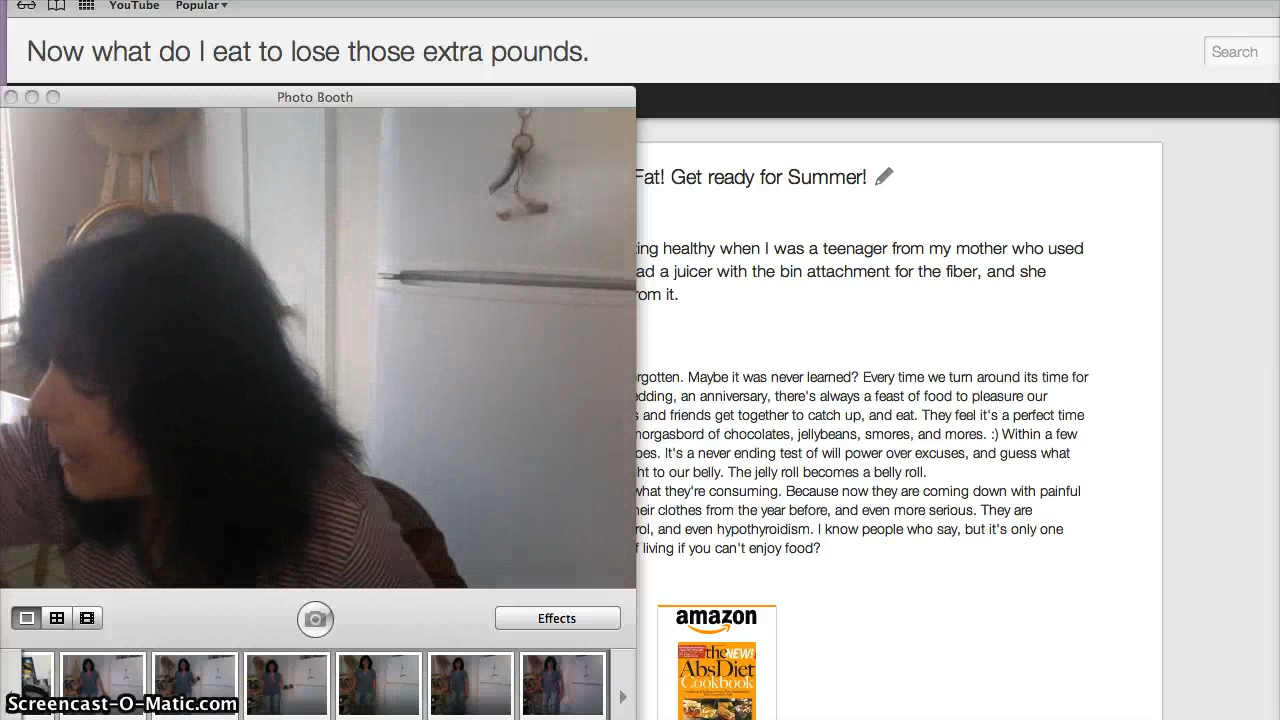 YouTube Popular
Now what do I eat to lose those extra pounds.
Search
Photo Booth
Fat! Get ready for Summer!
ting healthy when I was a teenager from my mother who used
ad a juicer with the bin attachment for the fiber, and she
rom it.
rgotten. Maybe it was never learned? Every time we turn around its time for
edding, an anniversary, there's always a feast of food to pleasure our
s and friends get together to catch up, and eat. They feel it's a perfect time
norgasbord of chocolates, jellybeans, smores, and mores. :) Within a few
oes. It's a never ending test of will power over excuses, and guess what
ht to our belly. The jelly roll becomes a belly roll.
what they're consuming. Because now they are coming down with painful
heir clothes from the year before, and even more serious. They are
rol, and even hypothyroidism. I know people who say, but it's only one
f living if you can't enjoy food?
Effects
amazon
the NEW!
AbsDiet
Cookbook
Screencast-O-Matic.com